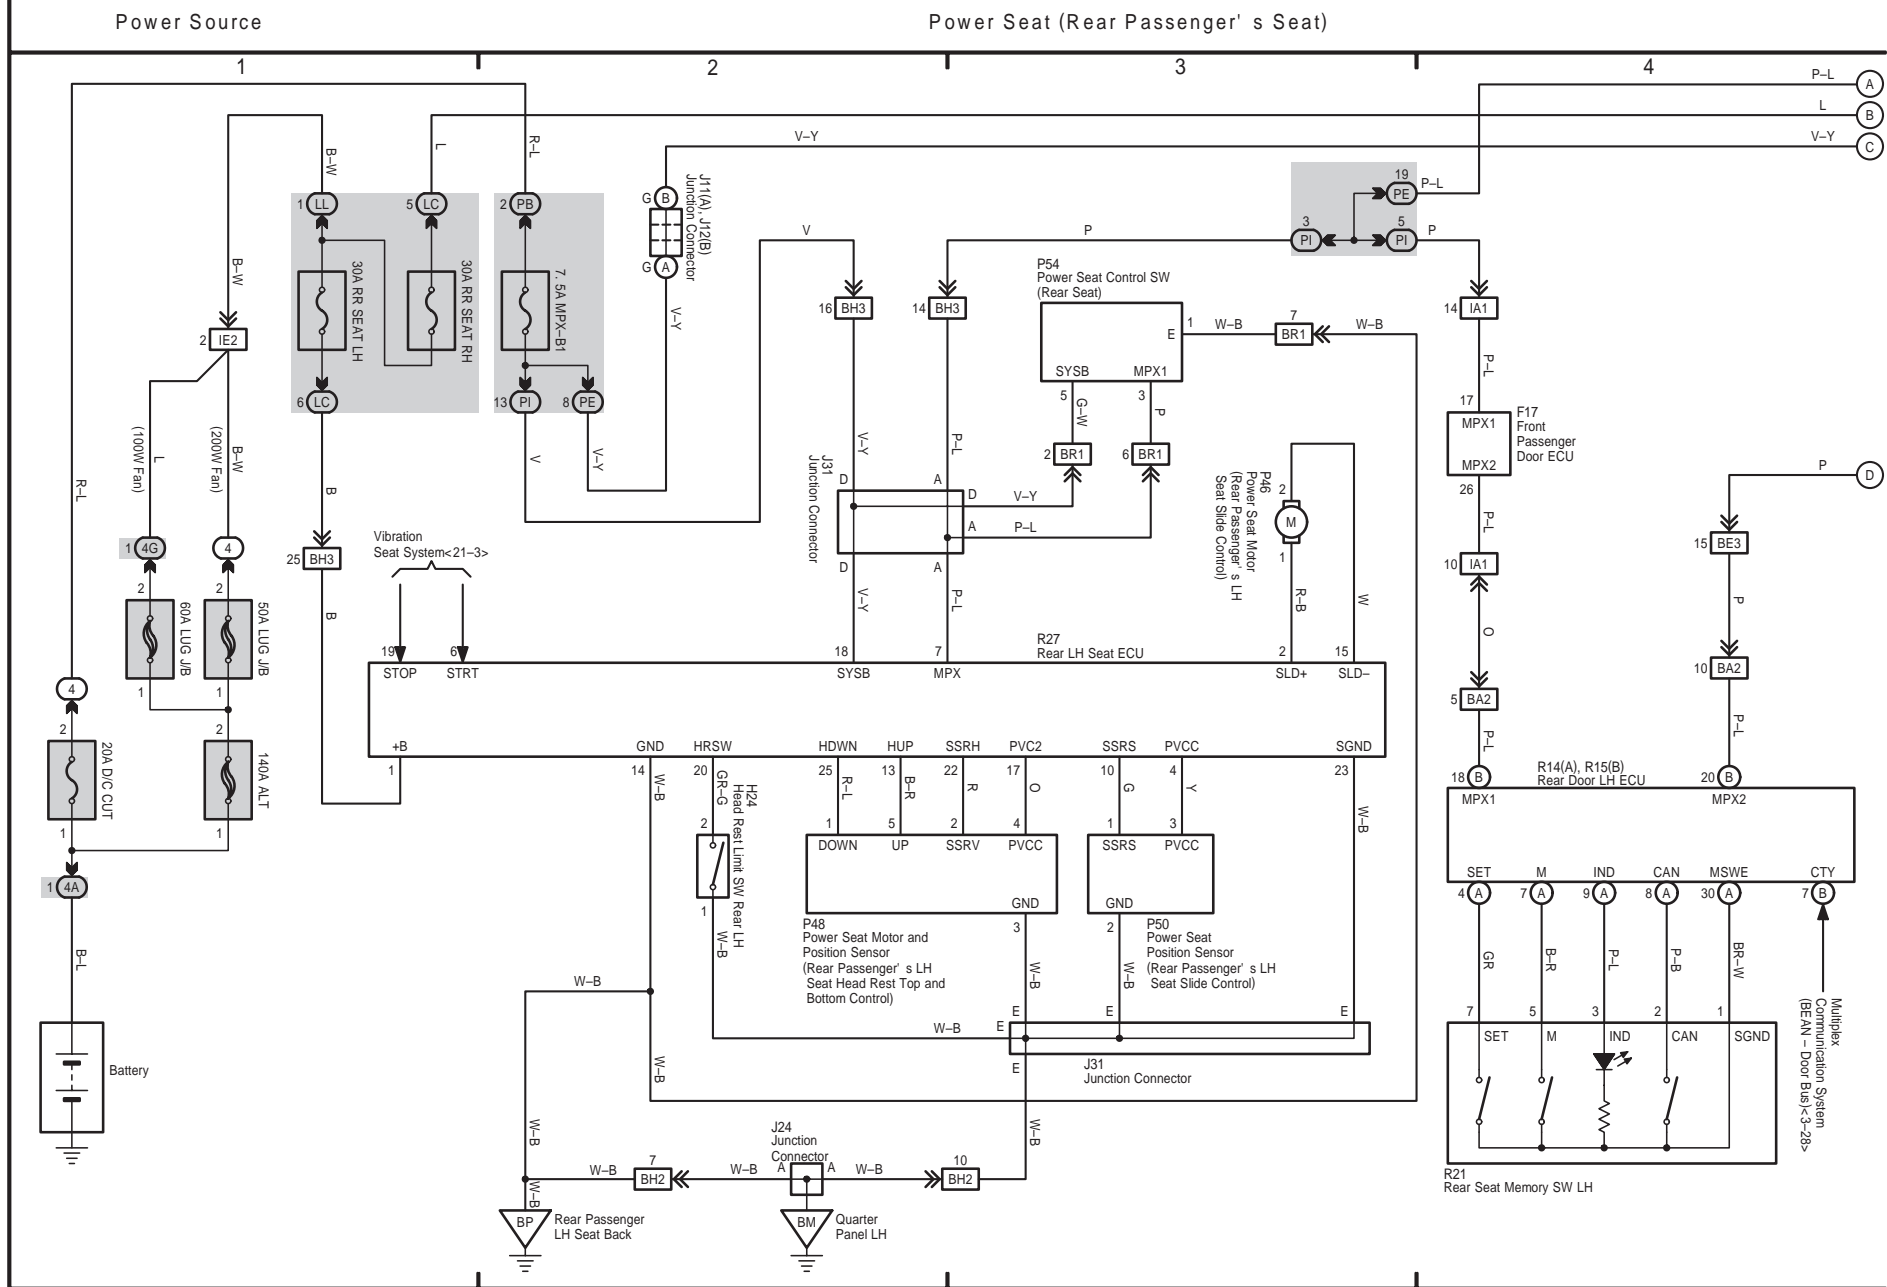 Power Source
Power Seat (Rear Passenger' s Seat)
1
2
3
4
P–L
A
L
B
V–Y
C
B–W
L
R–L
V–Y
1 LL
5 LC
2 PB
G B
G A
J11(A), J12(B)
Junction Connector
30A RR SEAT LH
30A RR SEAT RH
7. 5A MPX–B1
6 LC
13 PI
8 PE
V–Y
B–W
2 IE2
L
(100W Fan)
B–W
(200W Fan)
R–L
B
V
V–Y
V
P
19
PE
P–L
3
PI
5
PI
P
16 BH3
14 BH3
14 IA1
P54
Power Seat Control SW
(Rear Seat)
E
1
W–B
7
BR1
W–B
SYSB
MPX1
5
G–W
3
P
2 BR1
6 BR1
V–Y
P–L
J31
Junction Connector
D
A
D
V–Y
A
P–L
D
A
V–Y
P–L
P46
Power Seat Motor
(Rear Passenger' s LH
Seat Slide Control)
2
M
1
R–B
W
P–L
17
MPX1
MPX2
26
F17
Front
Passenger
Door ECU
P–L
10 IA1
O
5 BA2
P–L
P
D
15 BE3
P
10 BA2
P–L
1 4G
4
2
60A LUG J/B
1
2
50A LUG J/B
1
4
2
20A D/C CUT
1
2
140A ALT
1
1 4A
B–L
Battery
25 BH3
B
Vibration
Seat System<21–3>
19
6
18
7
2
15
R27
Rear LH Seat ECU
STOP
STRT
SYSB
MPX
SLD+
SLD–
+B
GND
HRSW
HDWN
HUP
SSRH
PVC2
SSRS
PVCC
SGND
1
14
20
25
13
22
17
10
4
23
W–B
GR–G
R–L
B–R
R
O
G
Y
W–B
2
1
H24
Head Rest Limit SW Rear LH
W–B
1
5
2
4
DOWN
UP
SSRV
PVCC
GND
3
P48
Power Seat Motor and
Position Sensor
(Rear Passenger' s LH
Seat Head Rest Top and
Bottom Control)
W–B
1
3
SSRS
PVCC
GND
2
P50
Power Seat
Position Sensor
(Rear Passenger' s LH
Seat Slide Control)
W–B
W–B
W–B
W–B
E
E
E
E
E
J31
Junction Connector
W–B
W–B
7
BH2
W–B
W–B
J24
Junction
Connector
A
A
W–B
10
BH2
W–B
W–B
BP
Rear Passenger
LH Seat Back
BM
Quarter
Panel LH
18 B
20 B
R14(A), R15(B)
Rear Door LH ECU
MPX1
MPX2
SET
M
IND
CAN
MSWE
CTY
4 A
7 A
9 A
8 A
30 A
7 B
GR
B–R
P–L
P–B
BR–W
Multiplex
Communication System
(BEAN – Door Bus)<3–28>
7
5
3
2
1
SET
M
IND
CAN
SGND
R21
Rear Seat Memory SW LH